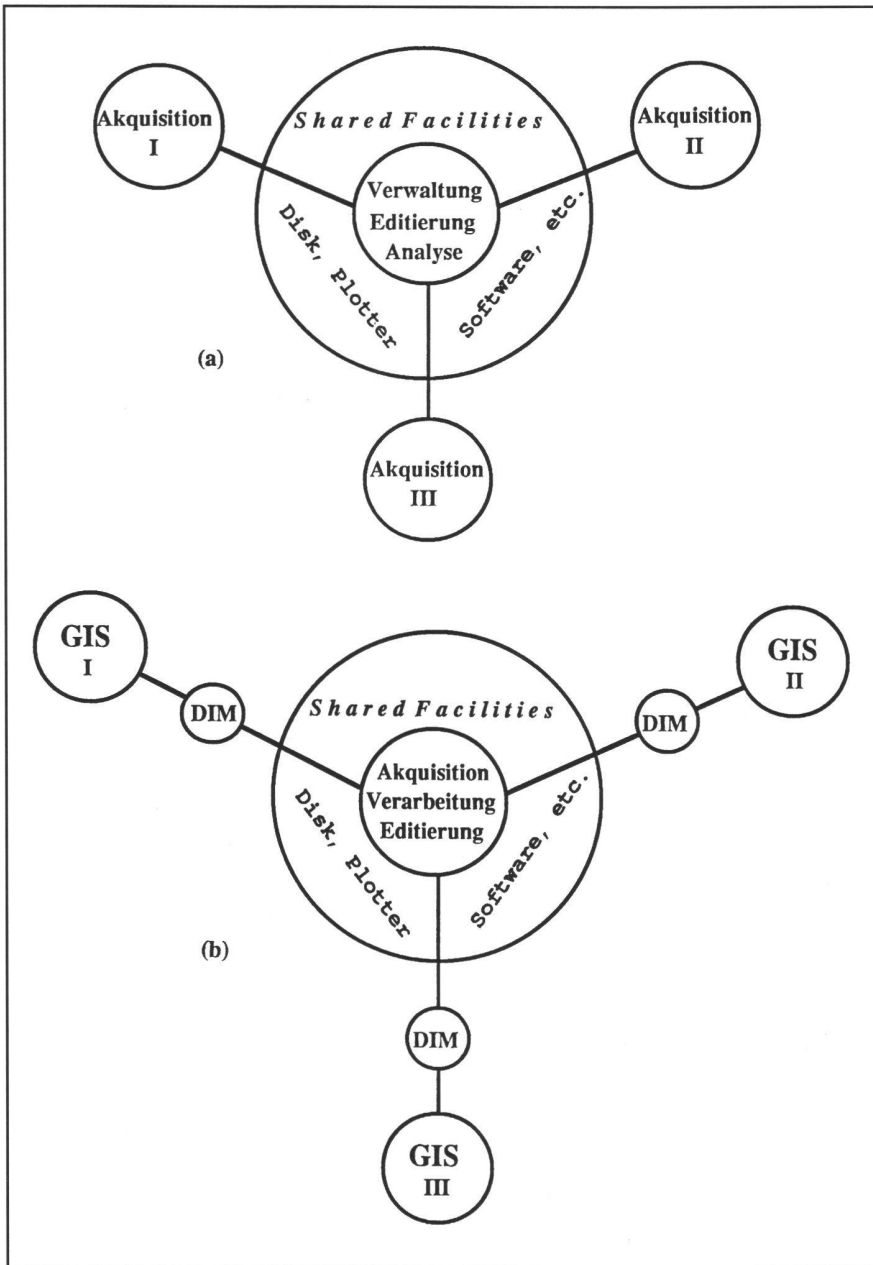 Shared Facilities
Akquisition
I
Akquisition
II
Verwaltung
Editierung
Analyse
Disk, Plotter
Software, etc.
(a)
Akquisition
III
GIS
I
GIS
II
DIM
DIM
Shared Facilities
Akquisition
Verarbeitung
Editierung
Disk, Plotter
Software, etc.
(b)
DIM
GIS
III